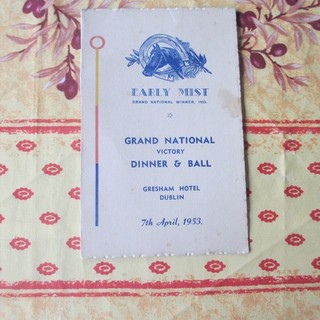 EARLY MIST
GRAND NATIONAL WINNER, 1953
GRAND NATIONAL
VICTORY
DINNER & BALL
GRESHAM HOTEL
DUBLIN
7th April, 1953.